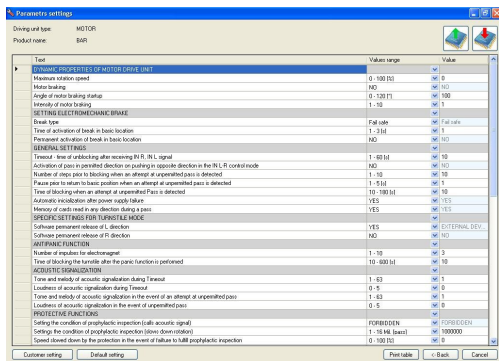 Parametrs settings
Driving unit type: MOTOR
Product name: BAR
Text Values range Value
DYNAMIC PROPERTIES OF MOTOR DRIVE UNIT
Maximum rotation speed 0 - 100 [%] 0
Motor braking NO NO
Angle of motor braking startup 0 - 120 [°] 100
Intensity of motor braking 1 - 10 1
SETTING ELECTROMECHANIC BRAKE
Break type Fail safe Fail safe
Time of activation of break in basic location 1 - 3 [s] 1
Permanent activation of break in basic location NO NO
GENERAL SETTINGS
Timeout - time of unblocking after receiving IN R, IN L signal 1 - 60 [s] 10
Activation of pass in permitted direction on pushing in opposite direction in the IN L-R control mode NO NO
Number of steps prior to blocking when an attempt at unpermitted pass is detected 1 - 10 10
Pause prior to return to basic position when an attempt at unpermitted pass is detected 1 - 5 [s] 1
Time of blocking when an attempt at unpermitted Pass is detected 10 - 180 [s] 10
Automatic inicialization after power supply failure YES YES
Memory of cards read in any direction during a pass YES YES
SPECIFIC SETTINGS FOR TURNSTILE MODE
Software permanent release of L direction YES EXTERNAL DEV...
Software permanent release of R direction NO NO
ANTIPANIC FUNCTION
Number of impulses for electromagnet 1 - 10 3
Time of blocking the turnstile after the panic function is performed 10 - 600 [s] 10
ACOUSTIC SIGNALIZATION
Tone and melody of acoustic signalization during Timeout 1 - 63 1
Loudness of acoustic signalization during Timeout 0 - 5 0
Tone and melody of acoustic signalization in the event of an attempt at unpermitted pass 1 - 63 1
Loudness of acoustic signalization in the event of unpermitted pass 0 - 5 0
PROTECTIVE FUNCTIONS
Setting the condition of prophylactic inspection (calls acoustic signal) FORBIDDEN FORBIDDEN
Settings the condition of prophylactic inspection (slows down rotation) 1 - 16 Mil. [pass] 1000000
Speed slowed down by the protection in the event of failure to fulfill prophylactic inspection 0 - 100 [%] 0
Customer setting Default setting Print table <-Back Cancel